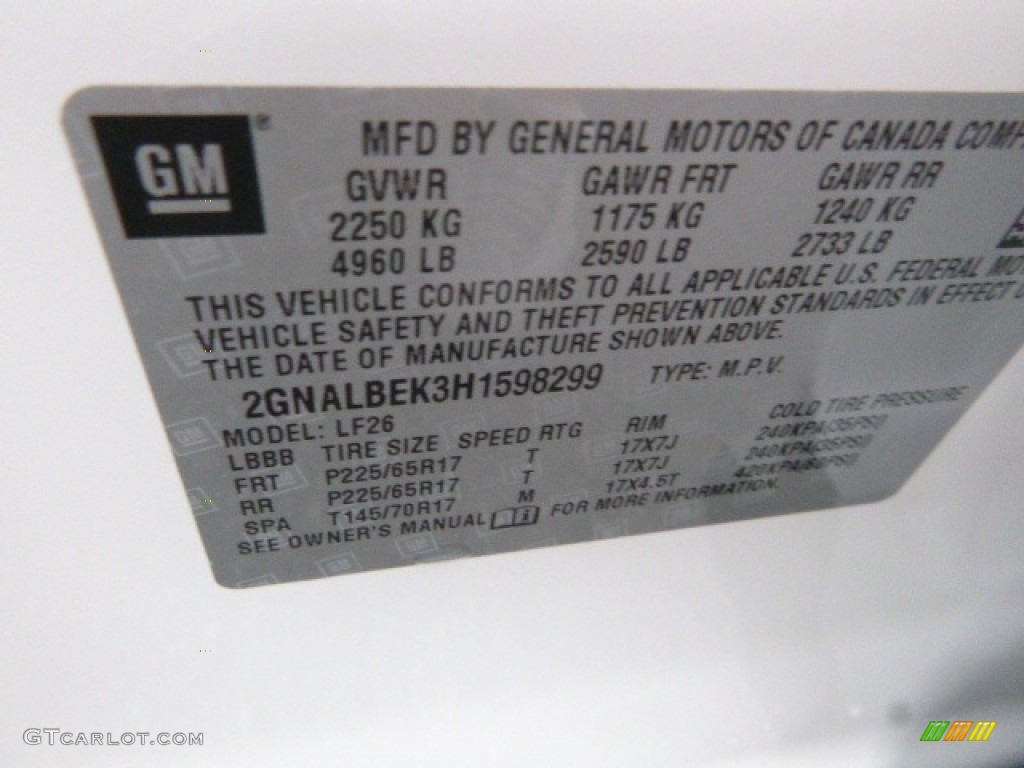 GM ®
MFD BY GENERAL MOTORS OF CANADA
GVWR GAWR FRT GAWR RR
2250 KG 1175 KG 1240 KG
4960 LB 2590 LB 2733 LB
THIS VEHICLE CONFORMS TO ALL APPLICABLE U.S. FEDERAL
VEHICLE SAFETY AND THEFT PREVENTION STANDARDS IN EFFECT
THE DATE OF MANUFACTURE SHOWN ABOVE.
2GNALBEK3H1598299 TYPE: M.P.V.
MODEL: LF26
LBBB TIRE SIZE SPEED RTG RIM COLD TIRE PRESSURE
FRT P225/65R17 T 17X7J 240KPA(35PSI)
RR P225/65R17 T 17X7J 240KPA(35PSI)
SPA T145/70R17 M 17X4.5T 420KPA(60PSI)
SEE OWNER'S MANUAL FOR MORE INFORMATION.
GTCARLOT.COM